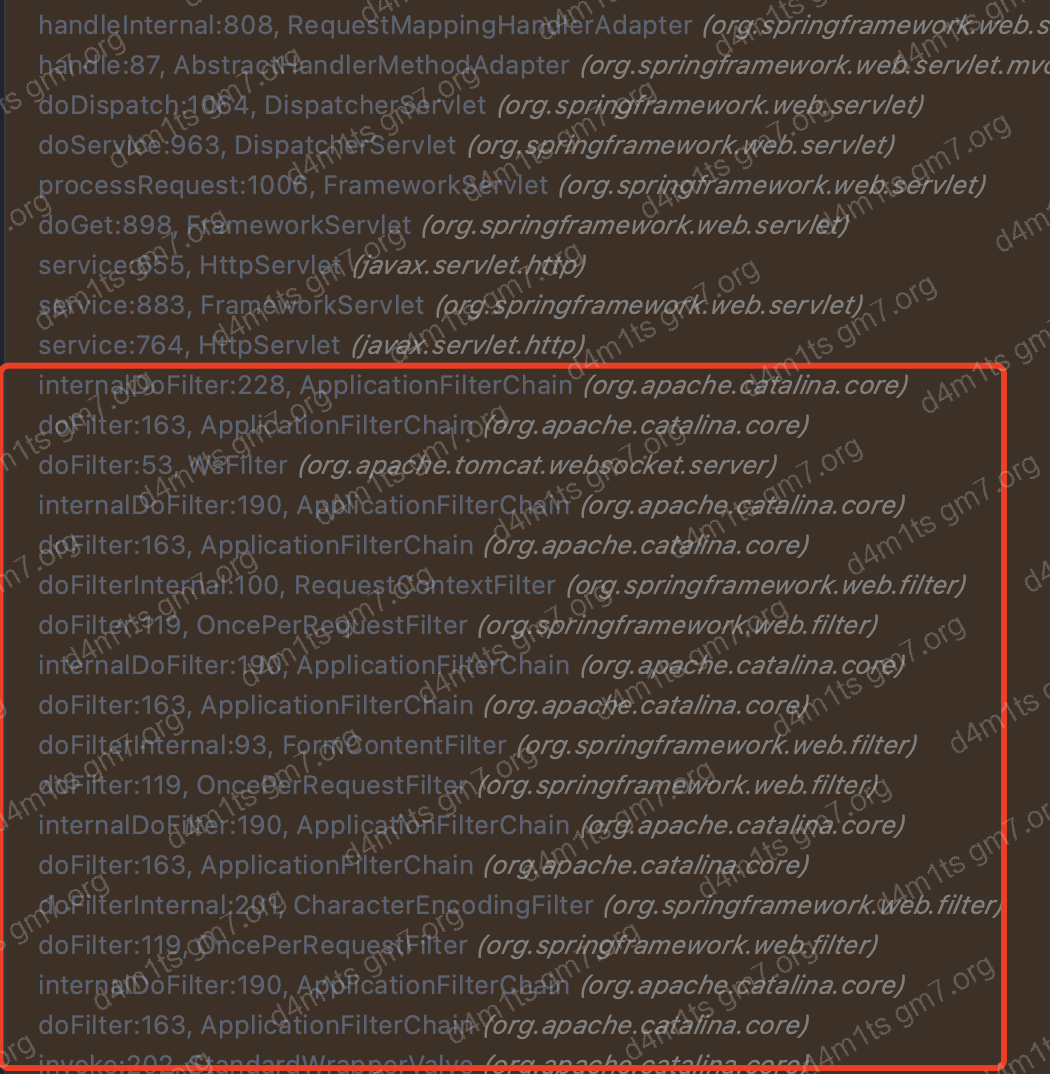 handleInternal:808, RequestMappingHandlerAdapter (org.springframework.web.s
handle:87, AbstractHandlerMethodAdapter (org.springframework.web.servlet.mvc
doDispatch:1064, DispatcherServlet (org.springframework.web.servlet)
doService:963, DispatcherServlet (org.springframework.web.servlet)
processRequest:1006, FrameworkServlet (org.springframework.web.servlet)
doGet:898, FrameworkServlet (org.springframework.web.servlet)
service:655, HttpServlet (javax.servlet.http)
service:883, FrameworkServlet (org.springframework.web.servlet)
service:764, HttpServlet (javax.servlet.http)
internalDoFilter:228, ApplicationFilterChain (org.apache.catalina.core)
doFilter:163, ApplicationFilterChain (org.apache.catalina.core)
doFilter:53, WsFilter (org.apache.tomcat.websocket.server)
internalDoFilter:190, ApplicationFilterChain (org.apache.catalina.core)
doFilter:163, ApplicationFilterChain (org.apache.catalina.core)
doFilterInternal:100, RequestContextFilter (org.springframework.web.filter)
doFilter:119, OncePerRequestFilter (org.springframework.web.filter)
internalDoFilter:190, ApplicationFilterChain (org.apache.catalina.core)
doFilter:163, ApplicationFilterChain (org.apache.catalina.core)
doFilterInternal:93, FormContentFilter (org.springframework.web.filter)
doFilter:119, OncePerRequestFilter (org.springframework.web.filter)
internalDoFilter:190, ApplicationFilterChain (org.apache.catalina.core)
doFilter:163, ApplicationFilterChain (org.apache.catalina.core)
doFilterInternal:201, CharacterEncodingFilter (org.springframework.web.filter)
doFilter:119, OncePerRequestFilter (org.springframework.web.filter)
internalDoFilter:190, ApplicationFilterChain (org.apache.catalina.core)
doFilter:163, ApplicationFilterChain (org.apache.catalina.core)
invoke:202, StandardWrapperValve (org.apache.catalina.core)
d4m1ts gm7.org